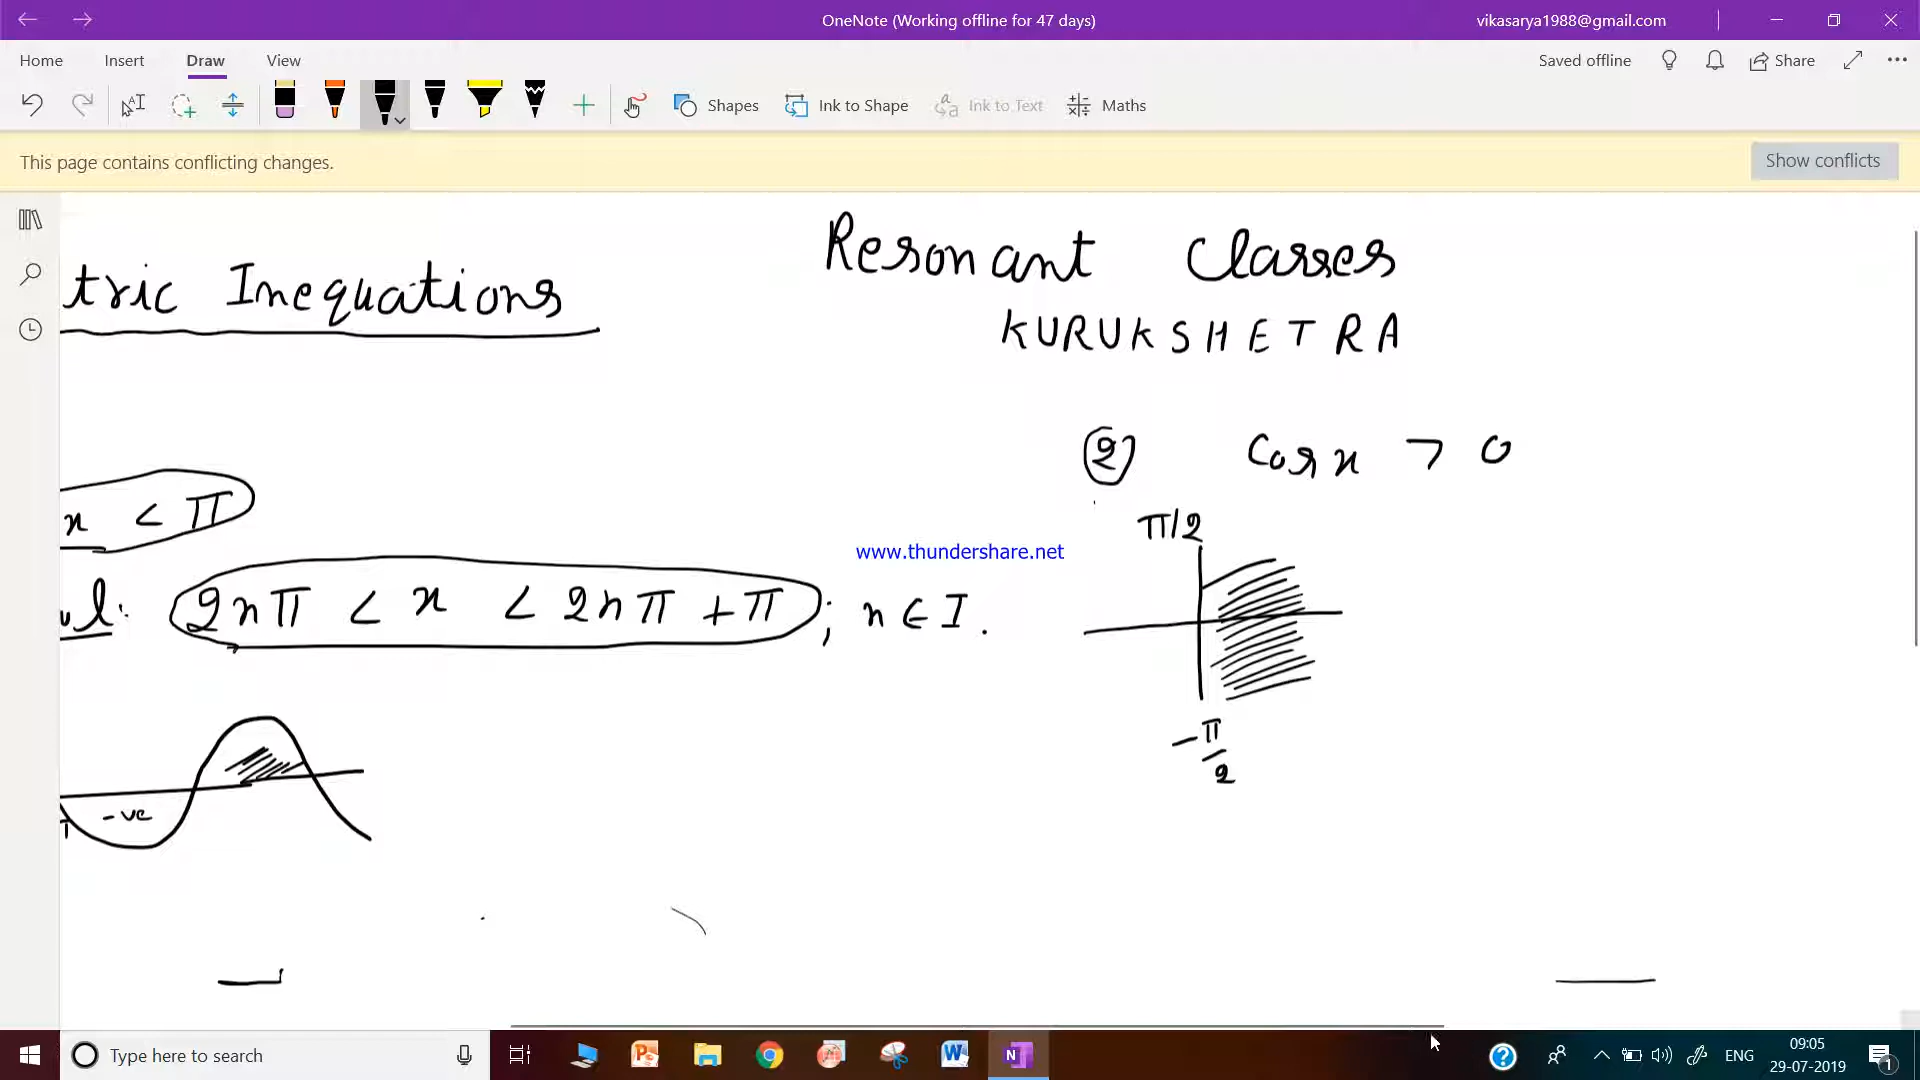 OneNote (Working offline for 47 days)
vikasarya1988@gmail.com
Home Insert Draw View
Saved offline
Share
Shapes
Ink to Shape
Ink to Text
Maths
This page contains conflicting changes.
Show conflicts
tric Inequations
Resonant Classes
KURUKSHETRA
② Cos x > 0
x < π
π/2
www.thundershare.net
2nπ < x < 2nπ + π ; n ∈ I.
-π/2
-ve
Type here to search
ENG
09:05
29-07-2019
1